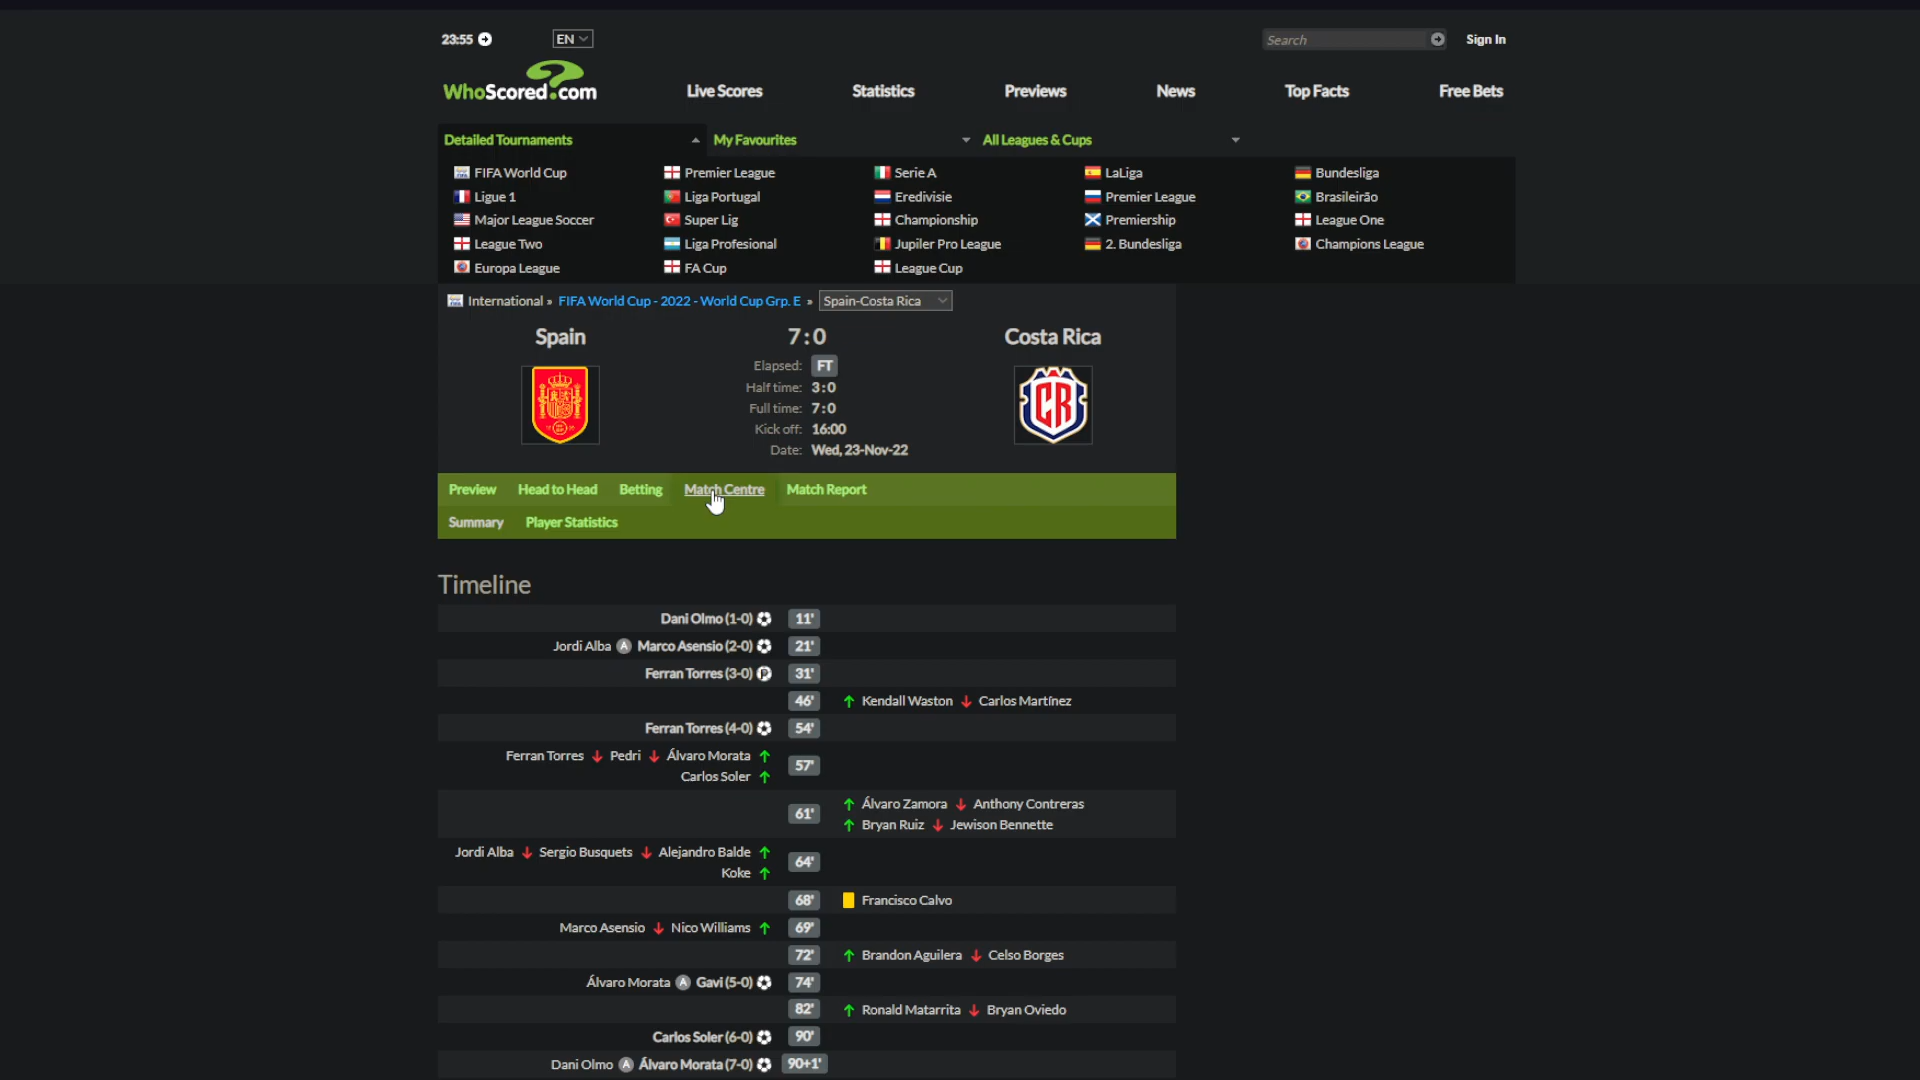 23:55 EN Search Sign In
WhoScored.com Live Scores Statistics Previews News Top Facts Free Bets
Detailed Tournaments My Favourites All Leagues & Cups
FIFA World Cup Premier League Serie A LaLiga Bundesliga
Ligue 1 Liga Portugal Eredivisie Premier League Brasileirão
Major League Soccer Super Lig Championship Premiership League One
League Two Liga Profesional Jupiler Pro League 2. Bundesliga Champions League
Europa League FA Cup League Cup
International » FIFA World Cup - 2022 - World Cup Grp. E » Spain-Costa Rica
Spain 7 : 0 Costa Rica
Elapsed: FT
Half time: 3 : 0
Full time: 7 : 0
Kick off: 16:00
Date: Wed, 23-Nov-22
CR
Preview Head to Head Betting Match Centre Match Report
Summary Player Statistics
Timeline
Dani Olmo (1-0) 11'
Jordi Alba A Marco Asensio (2-0) 21'
Ferran Torres (3-0) P 31'
46' Kendall Waston Carlos Martínez
Ferran Torres (4-0) 54'
Ferran Torres Pedri Álvaro Morata
Carlos Soler 57'
61' Álvaro Zamora Anthony Contreras
Bryan Ruiz Jewison Bennette
Jordi Alba Sergio Busquets Alejandro Balde
Koke 64'
68' Francisco Calvo
Marco Asensio Nico Williams 69'
72' Brandon Aguilera Celso Borges
Álvaro Morata A Gavi (5-0) 74'
82' Ronald Matarrita Bryan Oviedo
Carlos Soler (6-0) 90'
Dani Olmo A Álvaro Morata (7-0) 90+1'